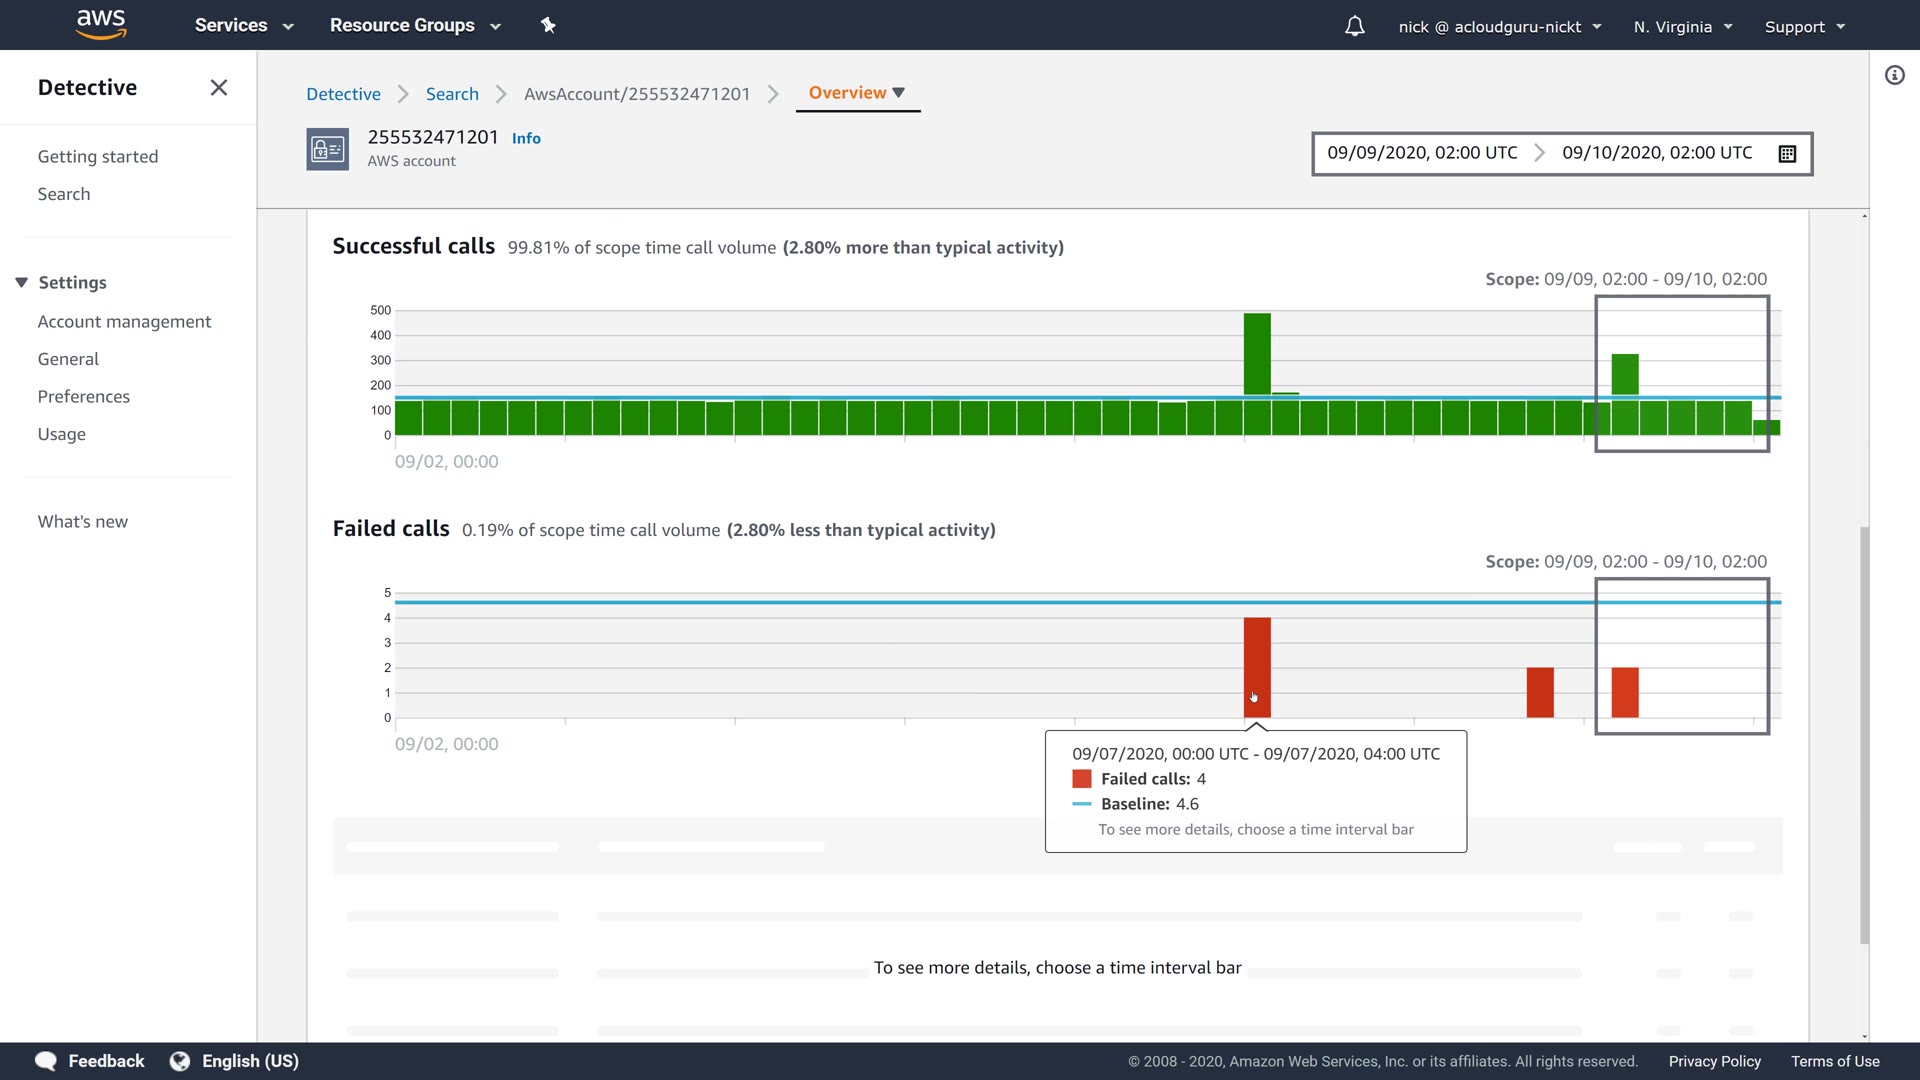 aws Services Resource Groups nick @ acloudguru-nickt N. Virginia Support
Detective
Getting started
Search
Settings
Account management
General
Preferences
Usage
What's new
Detective Search AwsAccount/255532471201 Overview
255532471201 Info
AWS account
09/09/2020, 02:00 UTC 09/10/2020, 02:00 UTC
Successful calls 99.81% of scope time call volume (2.80% more than typical activity)
Scope: 09/09, 02:00 - 09/10, 02:00
500
400
300
200
100
0
09/02, 00:00
Failed calls 0.19% of scope time call volume (2.80% less than typical activity)
Scope: 09/09, 02:00 - 09/10, 02:00
5
4
3
2
1
0
09/02, 00:00
09/07/2020, 00:00 UTC - 09/07/2020, 04:00 UTC
Failed calls: 4
Baseline: 4.6
To see more details, choose a time interval bar
To see more details, choose a time interval bar
Feedback English (US) © 2008 - 2020, Amazon Web Services, Inc. or its affiliates. All rights reserved. Privacy Policy Terms of Use